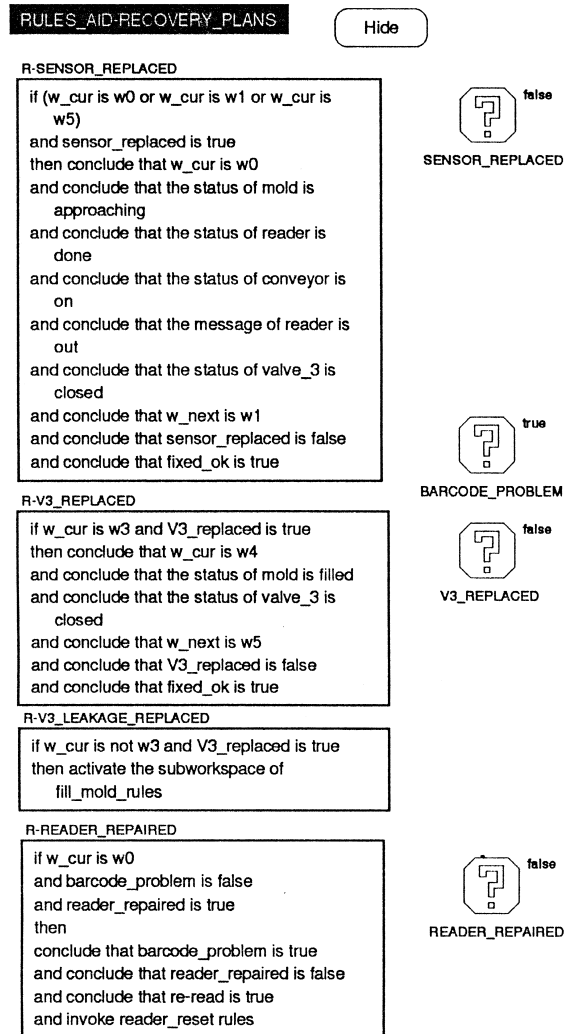 RULES_AID-RECOVERY_PLANS
Hide
R-SENSOR_REPLACED
if (w_cur is w0 or w_cur is w1 or w_cur is
w5)
and sensor_replaced is true
then conclude that w_cur is w0
and conclude that the status of mold is
approaching
and conclude that the status of reader is
done
and conclude that the status of conveyor is
on
and conclude that the message of reader is
out
and conclude that the status of valve_3 is
closed
and conclude that w_next is w1
and conclude that sensor_replaced is false
and conclude that fixed_ok is true
false
SENSOR_REPLACED
true
BARCODE_PROBLEM
R-V3_REPLACED
if w_cur is w3 and V3_replaced is true
then conclude that w_cur is w4
and conclude that the status of mold is filled
and conclude that the status of valve_3 is
closed
and conclude that w_next is w5
and conclude that V3_replaced is false
and conclude that fixed_ok is true
false
V3_REPLACED
R-V3_LEAKAGE_REPLACED
if w_cur is not w3 and V3_replaced is true
then activate the subworkspace of
fill_mold_rules
R-READER_REPAIRED
if w_cur is w0
and barcode_problem is false
and reader_repaired is true
then
conclude that barcode_problem is true
and conclude that reader_repaired is false
and conclude that re-read is true
and invoke reader_reset rules
false
READER_REPAIRED